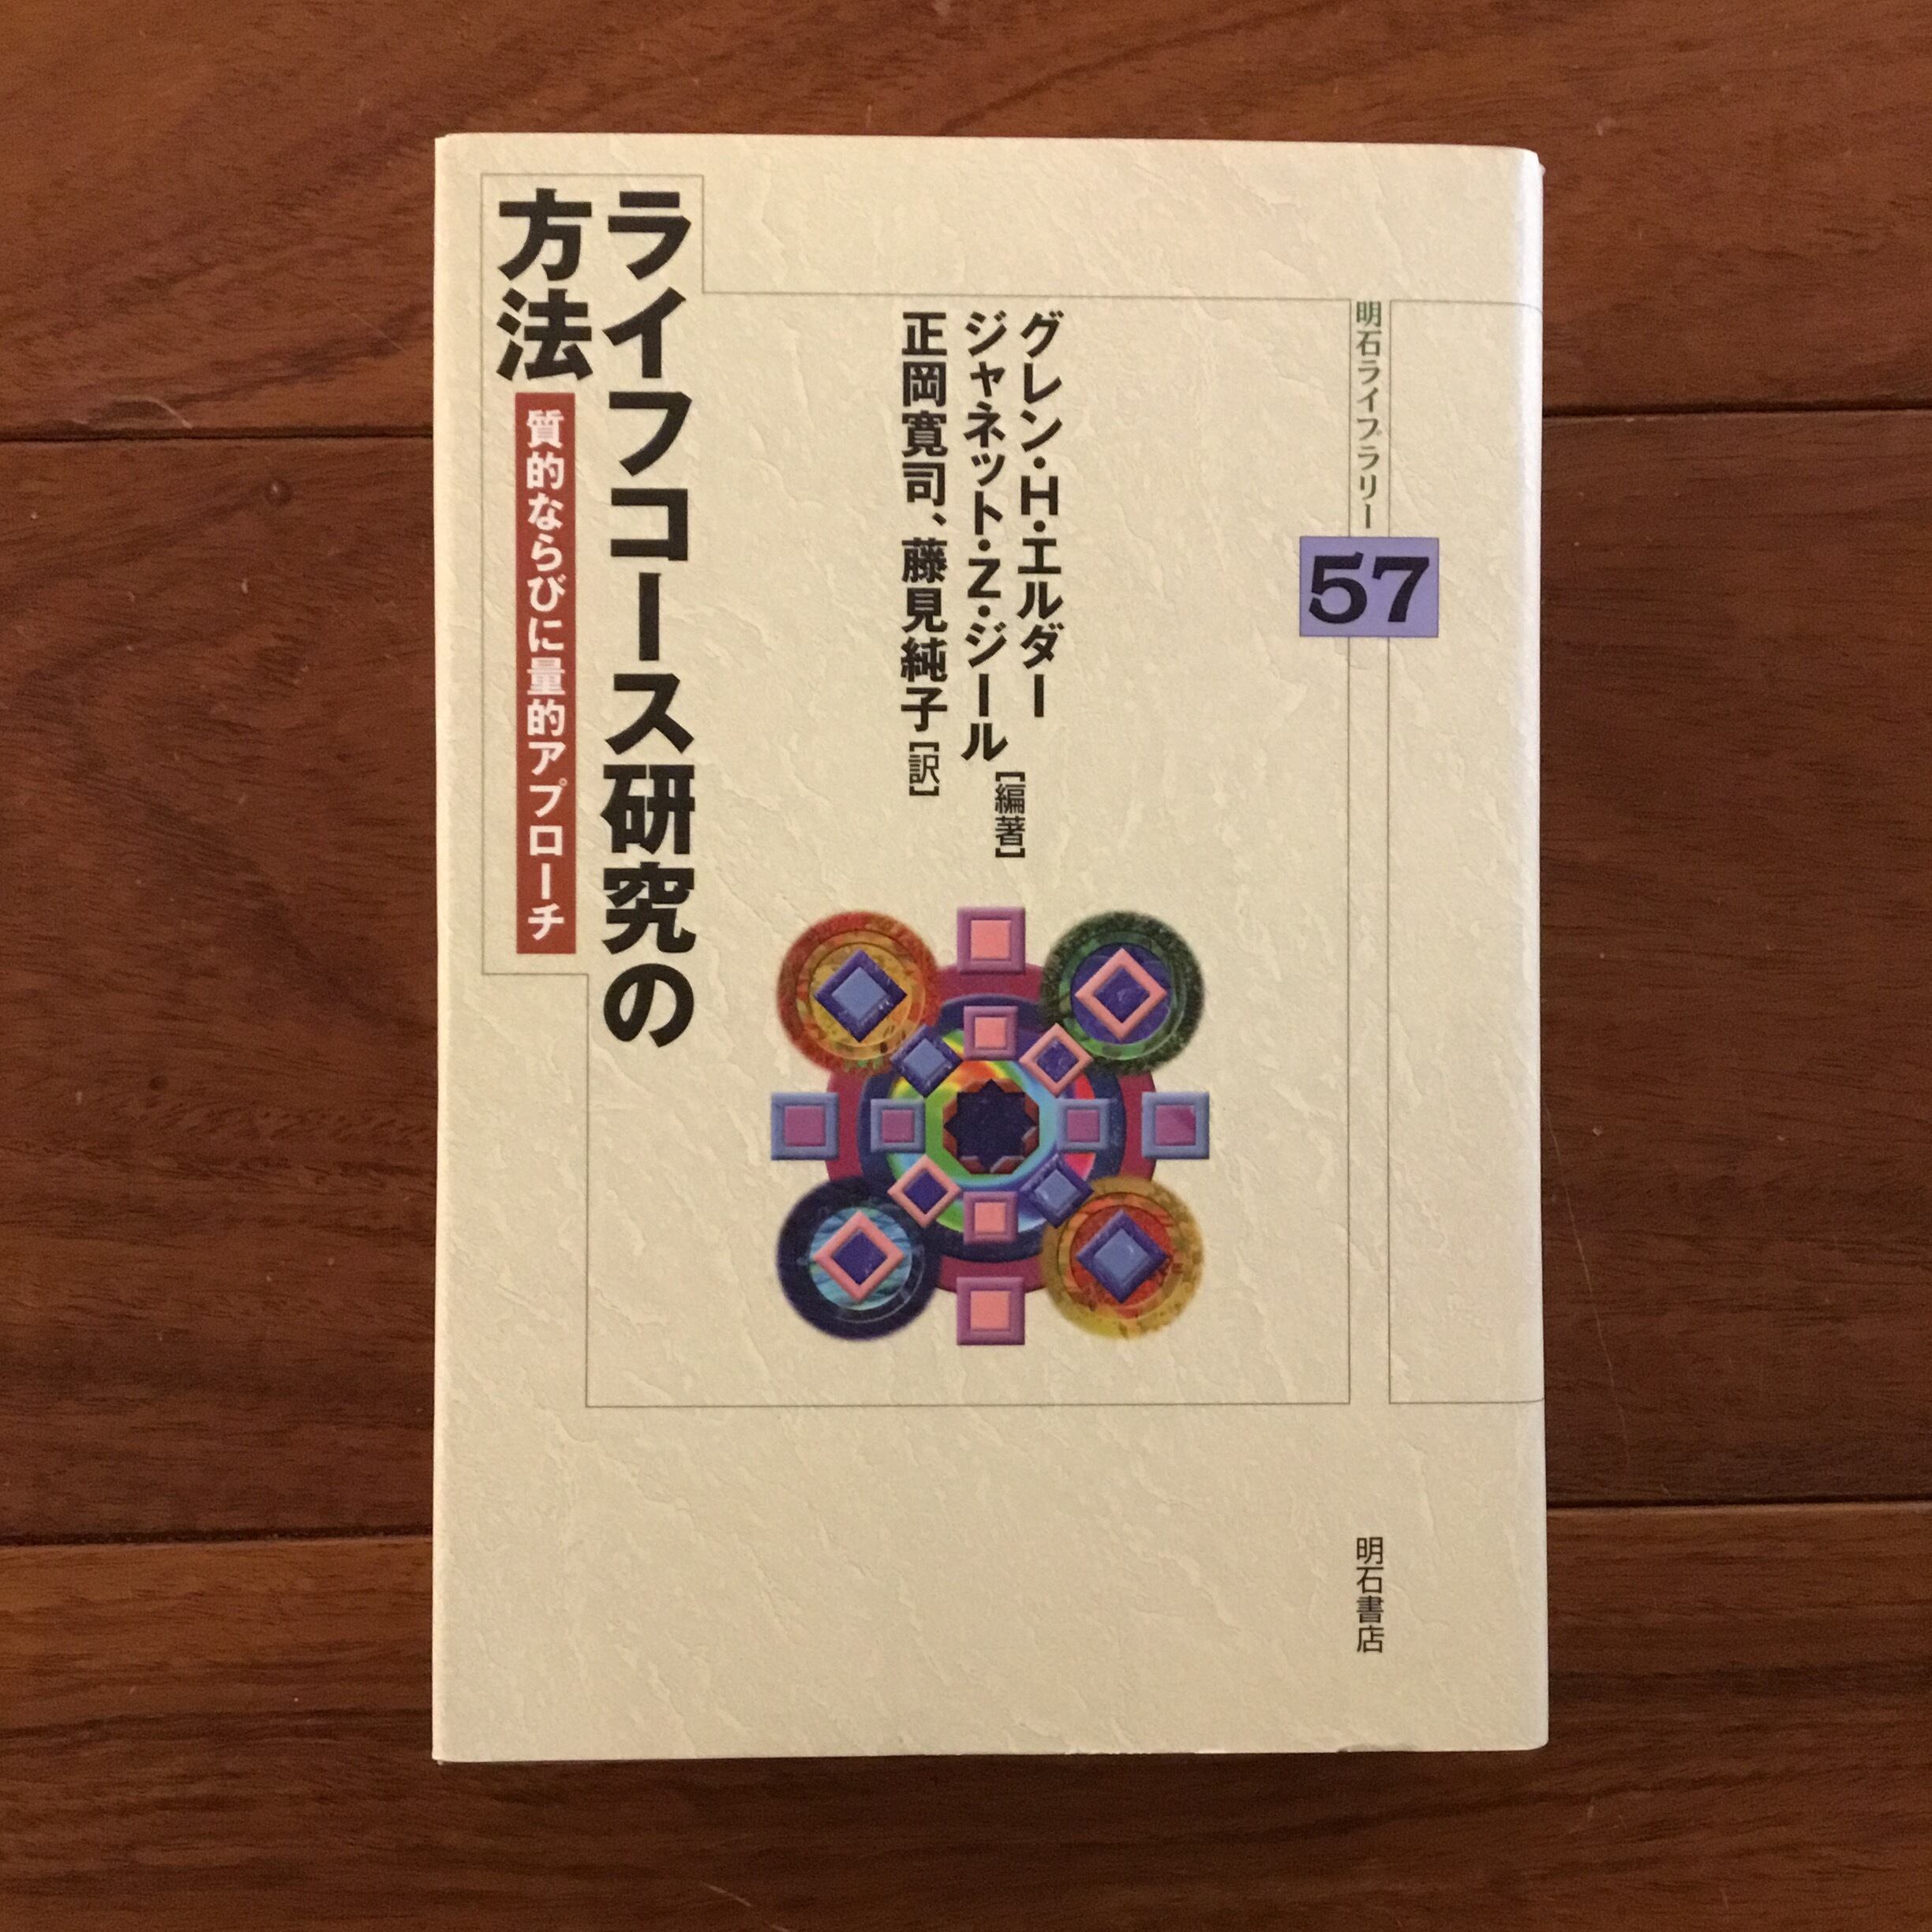 明石ライブラリー
57
グレン・H・エルダー
ジャネット・Z・ジール
[編著]
正岡寛司、藤見純子[訳]
ライフコース研究の
方法
質的ならびに量的アプローチ
明石書店